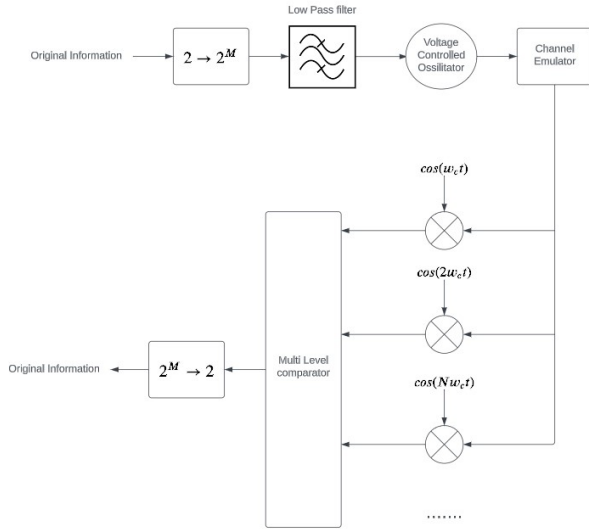 Low Pass filter
Original Information
2 → 2^M
Voltage
Controlled
Ossilitator
Channel
Emulator
cos(w_c t)
cos(2w_c t)
Original Information
2^M → 2
Multi Level
comparator
cos(Nw_c t)
.......